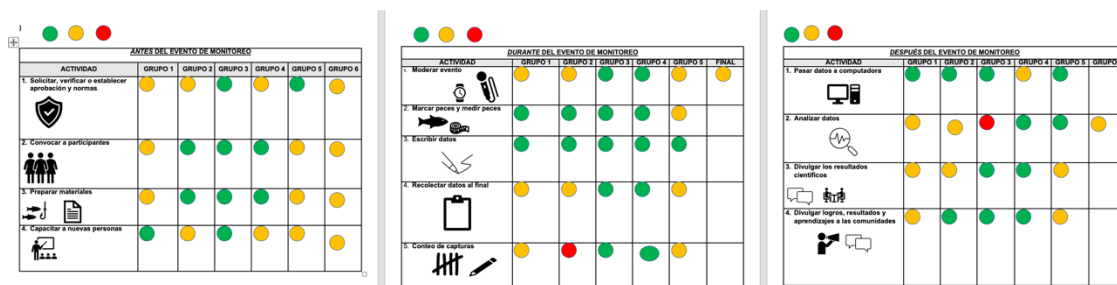 ANTES DEL EVENTO DE MONITOREO
ACTIVIDAD GRUPO 1 GRUPO 2 GRUPO 3 GRUPO 4 GRUPO 5 GRUPO 6
1. Solicitar, verificar o establecer
aprobación y normas
2. Convocar a participantes
3. Preparar materiales
4. Capacitar a nuevas personas
DURANTE DEL EVENTO DE MONITOREO
ACTIVIDAD GRUPO 1 GRUPO 2 GRUPO 3 GRUPO 4 GRUPO 5 FINAL
1. Moderar evento
2. Marcar peces y medir peces
3. Escribir datos
4. Recolectar datos al final
5. Conteo de capturas
DESPUÉS DEL EVENTO DE MONITOREO
ACTIVIDAD GRUPO 1 GRUPO 2 GRUPO 3 GRUPO 4 GRUPO 5 GRUPO
1. Pasar datos a computadora
2. Analizar datos
3. Divulgar los resultados
científicos
4. Divulgar logros, resultados y
aprendizajes a las comunidades